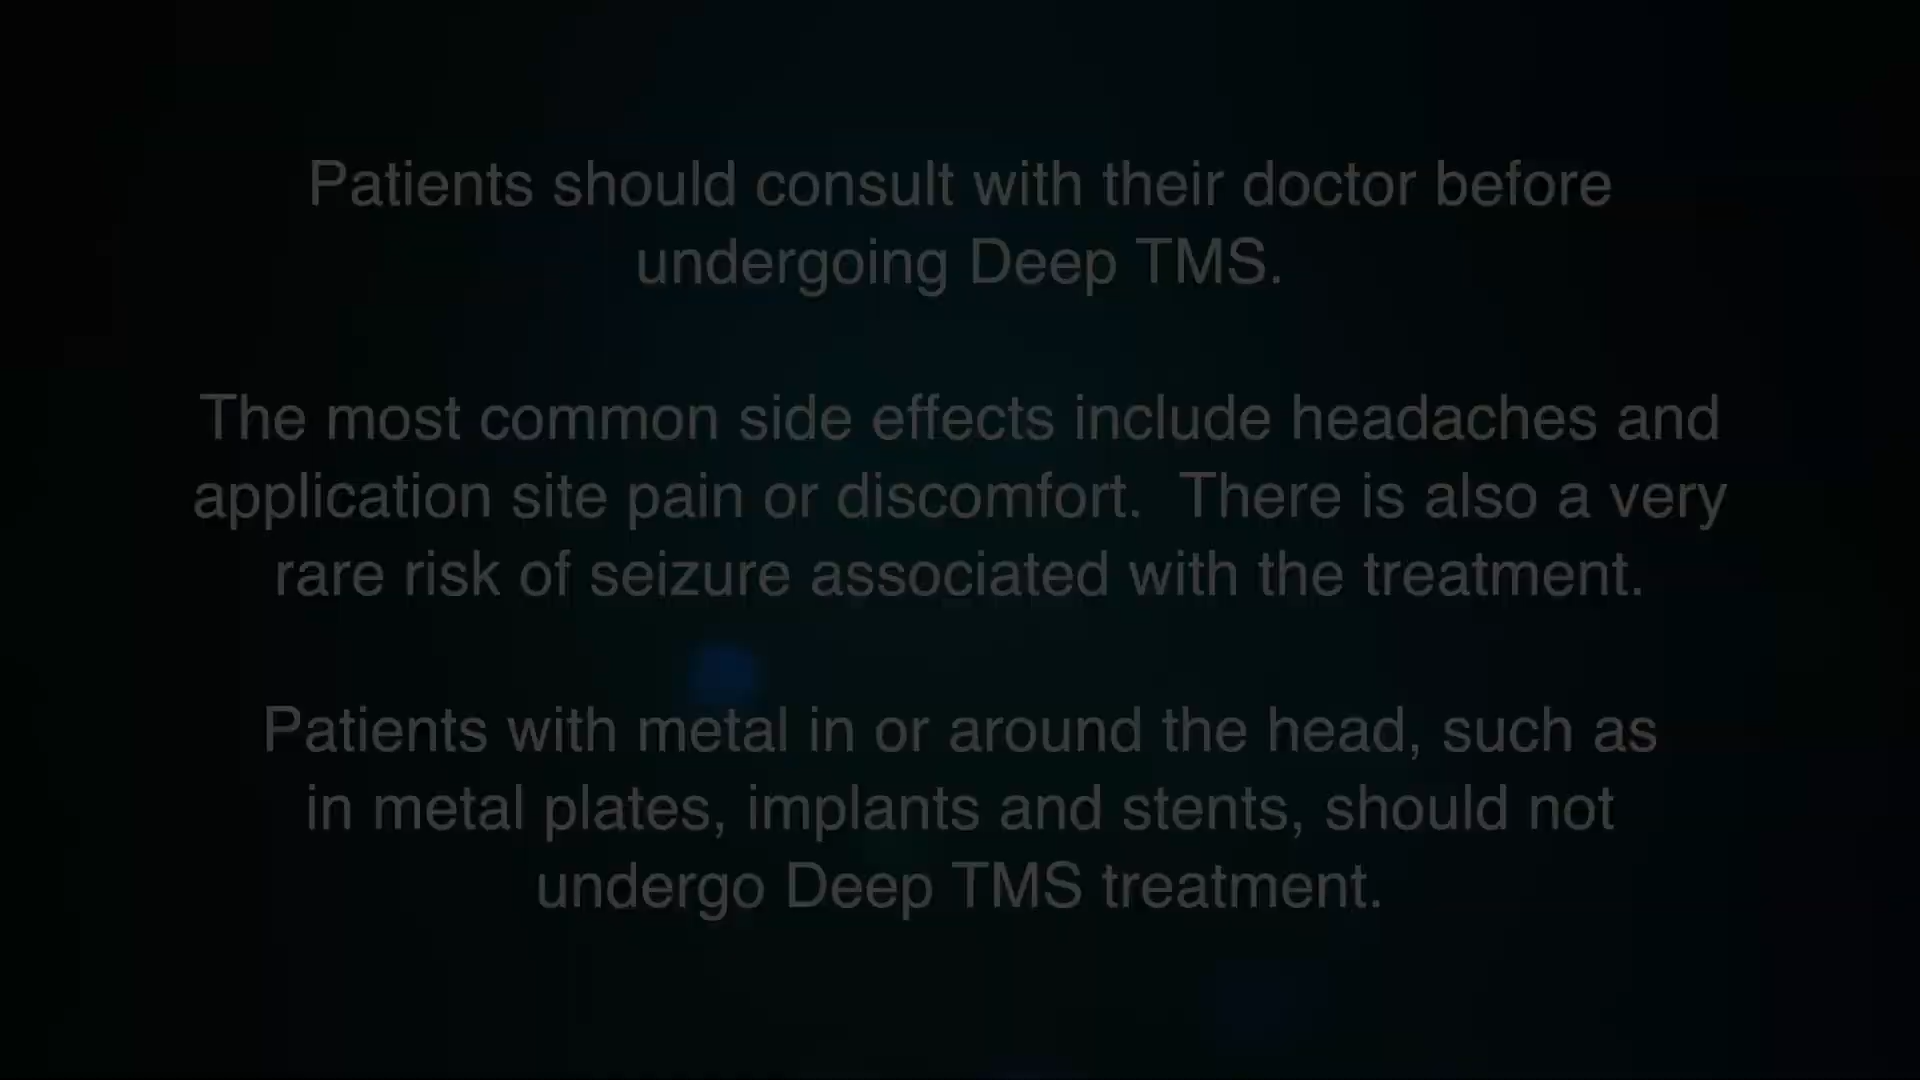 Patients should consult with their doctor before
undergoing Deep TMS.
The most common side effects include headaches and
application site pain or discomfort.  There is also a very
rare risk of seizure associated with the treatment.
Patients with metal in or around the head, such as
in metal plates, implants and stents, should not
undergo Deep TMS treatment.